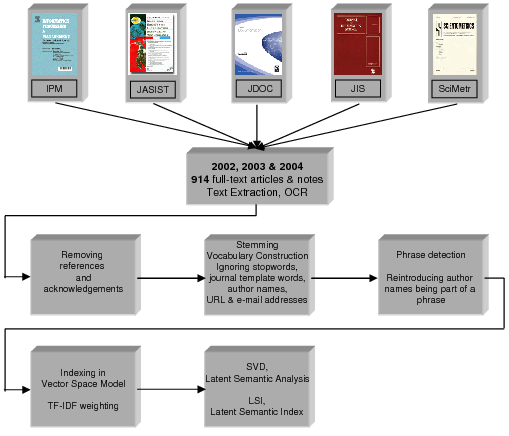 IPM
JASIST
JDOC
JIS
SciMetr
2002, 2003 & 2004
914 full-text articles & notes
Text Extraction, OCR
Removing
references
and
acknowledgements
Stemming
Vocabulary Construction
Ignoring stopwords,
journal template words,
author names,
URL & e-mail addresses
Phrase detection
Reintroducing author
names being part of a
phrase
Indexing in
Vector Space Model
TF-IDF weighting
SVD,
Latent Semantic Analysis
LSI,
Latent Semantic Index